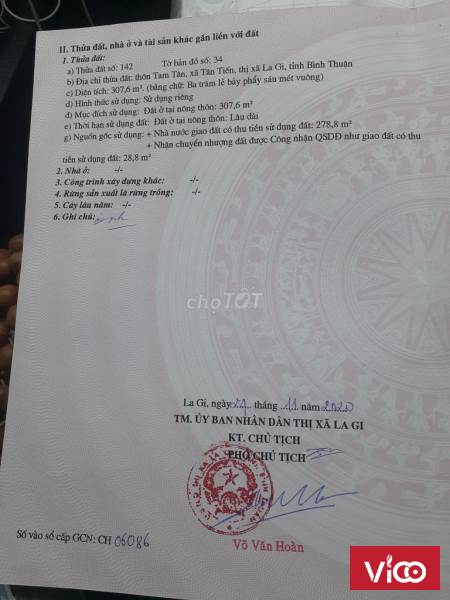 II. Thửa đất, nhà ở và tài sản khác gắn liền với đất
1. Thửa đất:
a) Thửa đất số: 142 Tờ bản đồ số: 34
b) Địa chỉ thửa đất: thôn Tam Tân, xã Tân Tiến, thị xã La Gi, tỉnh Bình Thuận
c) Diện tích: 307,6 m². (bằng chữ: Ba trăm lẻ bảy phẩy sáu mét vuông)
d) Hình thức sử dụng: Sử dụng riêng
đ) Mục đích sử dụng: Đất ở tại nông thôn: 307,6 m²
e) Thời hạn sử dụng đất: Đất ở tại nông thôn: Lâu dài
g) Nguồn gốc sử dụng: + Nhà nước giao đất có thu tiền sử dụng đất: 278,8 m²
+ Nhận chuyển nhượng đất được Công nhận QSDĐ như giao đất có thu
tiền sử dụng đất: 28,8 m²
2. Nhà ở: -/-
3. Công trình xây dựng khác: -/-
4. Rừng sản xuất là rừng trồng: -/-
5. Cây lâu năm: -/-
6. Ghi chú:
chợTỐT
La Gi, ngày tháng 11 năm 2020
TM. ỦY BAN NHÂN DÂN THỊ XÃ LA GI
KT. CHỦ TỊCH
PHÓ CHỦ TỊCH
Võ Văn Hoàn
Số vào sổ cấp GCN: CH 06086
Vico